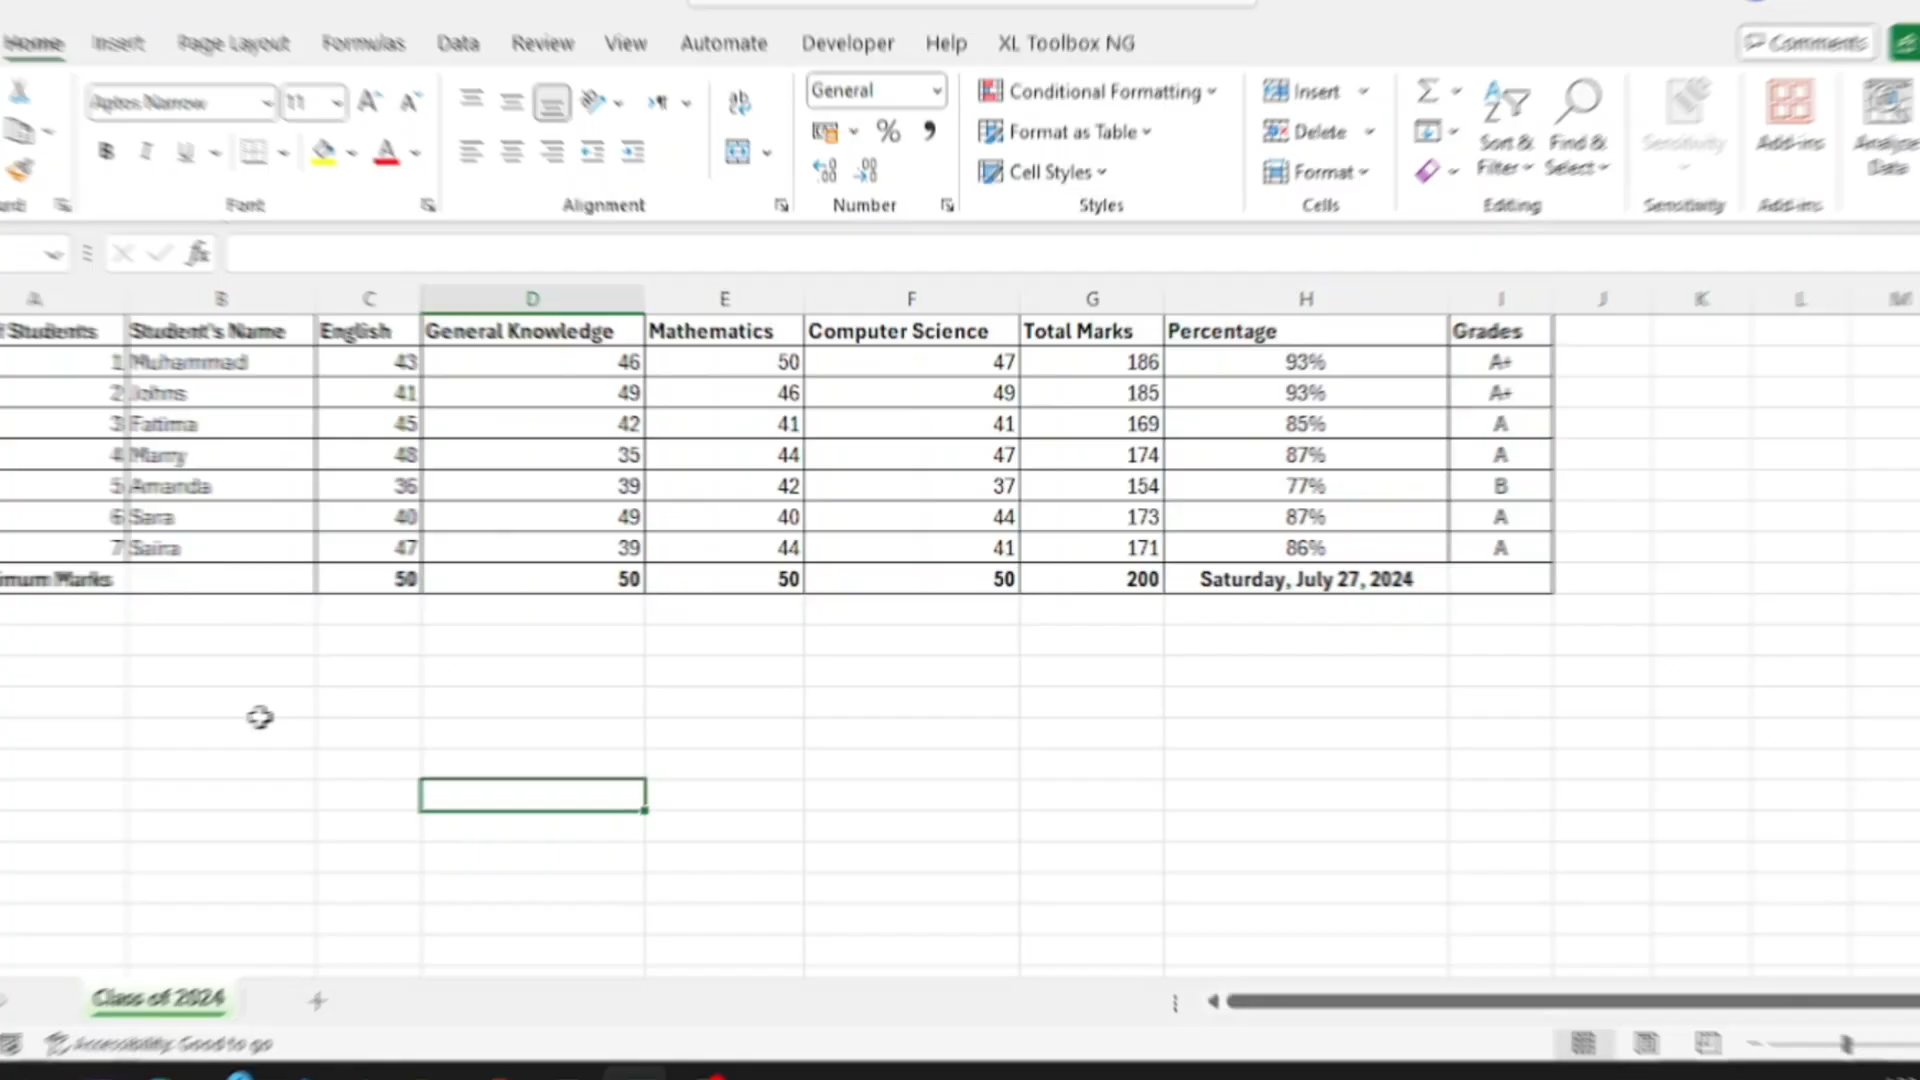 Home Insert Page Layout Formulas Data Review View Automate Developer Help XL Toolbox NG Comments
Aptos Narrow 11 General Conditional Formatting Insert
Format as Table Delete Sort & Find & Sensitivity Add-ins Analyze
Cell Styles Format Filter Select Data
Font Alignment Number Styles Cells Editing Sensitivity Add-ins
A B C D E F G H I J K L M
Students Student's Name English General Knowledge Mathematics Computer Science Total Marks Percentage Grades
1 Muhammad 43 46 50 47 186 93% A+
2 Johns 41 49 46 49 185 93% A+
3 Fatima 45 42 41 41 169 85% A
4 Marry 48 35 44 47 174 87% A
5 Amanda 36 39 42 37 154 77% B
6 Sara 40 49 40 44 173 87% A
7 Saira 47 39 44 41 171 86% A
imum Marks 50 50 50 50 200 Saturday, July 27, 2024
Class of 2024
Accessibility: Good to go